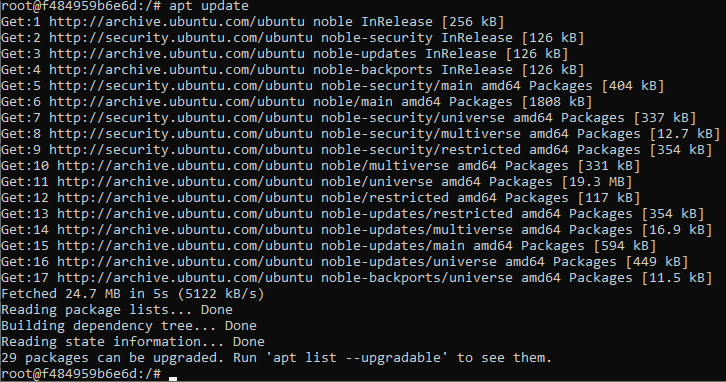 root@f484959b6e6d:/# apt update
Get:1 http://archive.ubuntu.com/ubuntu noble InRelease [256 kB]
Get:2 http://security.ubuntu.com/ubuntu noble-security InRelease [126 kB]
Get:3 http://archive.ubuntu.com/ubuntu noble-updates InRelease [126 kB]
Get:4 http://archive.ubuntu.com/ubuntu noble-backports InRelease [126 kB]
Get:5 http://security.ubuntu.com/ubuntu noble-security/main amd64 Packages [404 kB]
Get:6 http://archive.ubuntu.com/ubuntu noble/main amd64 Packages [1808 kB]
Get:7 http://security.ubuntu.com/ubuntu noble-security/universe amd64 Packages [337 kB]
Get:8 http://security.ubuntu.com/ubuntu noble-security/multiverse amd64 Packages [12.7 kB]
Get:9 http://security.ubuntu.com/ubuntu noble-security/restricted amd64 Packages [354 kB]
Get:10 http://archive.ubuntu.com/ubuntu noble/multiverse amd64 Packages [331 kB]
Get:11 http://archive.ubuntu.com/ubuntu noble/universe amd64 Packages [19.3 MB]
Get:12 http://archive.ubuntu.com/ubuntu noble/restricted amd64 Packages [117 kB]
Get:13 http://archive.ubuntu.com/ubuntu noble-updates/restricted amd64 Packages [354 kB]
Get:14 http://archive.ubuntu.com/ubuntu noble-updates/multiverse amd64 Packages [16.9 kB]
Get:15 http://archive.ubuntu.com/ubuntu noble-updates/main amd64 Packages [594 kB]
Get:16 http://archive.ubuntu.com/ubuntu noble-updates/universe amd64 Packages [449 kB]
Get:17 http://archive.ubuntu.com/ubuntu noble-backports/universe amd64 Packages [11.5 kB]
Fetched 24.7 MB in 5s (5122 kB/s)
Reading package lists... Done
Building dependency tree... Done
Reading state information... Done
29 packages can be upgraded. Run 'apt list --upgradable' to see them.
root@f484959b6e6d:/#